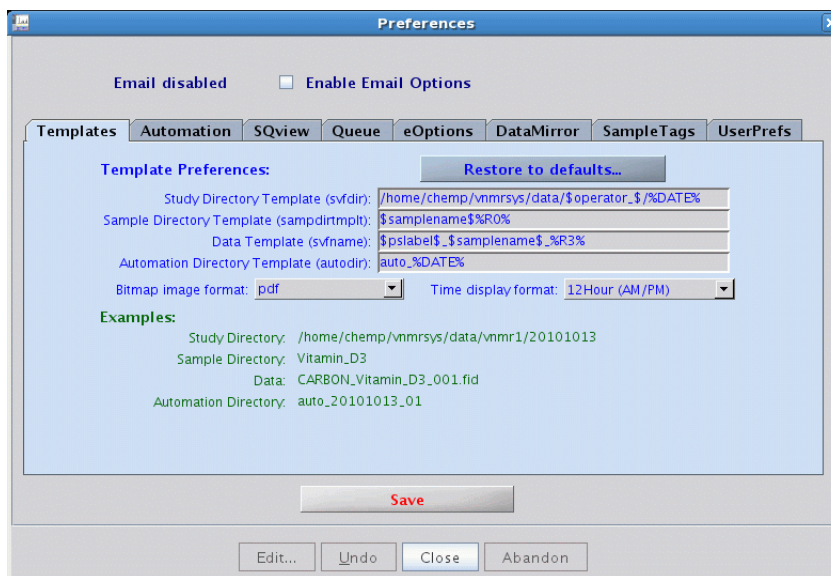 Preferences
Email disabled Enable Email Options
Templates Automation SQview Queue eOptions DataMirror SampleTags UserPrefs
Template Preferences: Restore to defaults...
Study Directory Template (svfdir): /home/chemp/vnmrsys/data/$operator_$/%DATE%
Sample Directory Template (sampdirtmplt): $samplename$%R0%
Data Template (svfname): $pslabel$_$samplename$_%R3%
Automation Directory Template (autodir): auto_%DATE%
Bitmap image format: pdf Time display format: 12Hour (AM/PM)
Examples:
Study Directory: /home/chemp/vnmrsys/data/vnmr1/20101013
Sample Directory: Vitamin_D3
Data: CARBON_Vitamin_D3_001.fid
Automation Directory: auto_20101013_01
Save
Edit... Undo Close Abandon